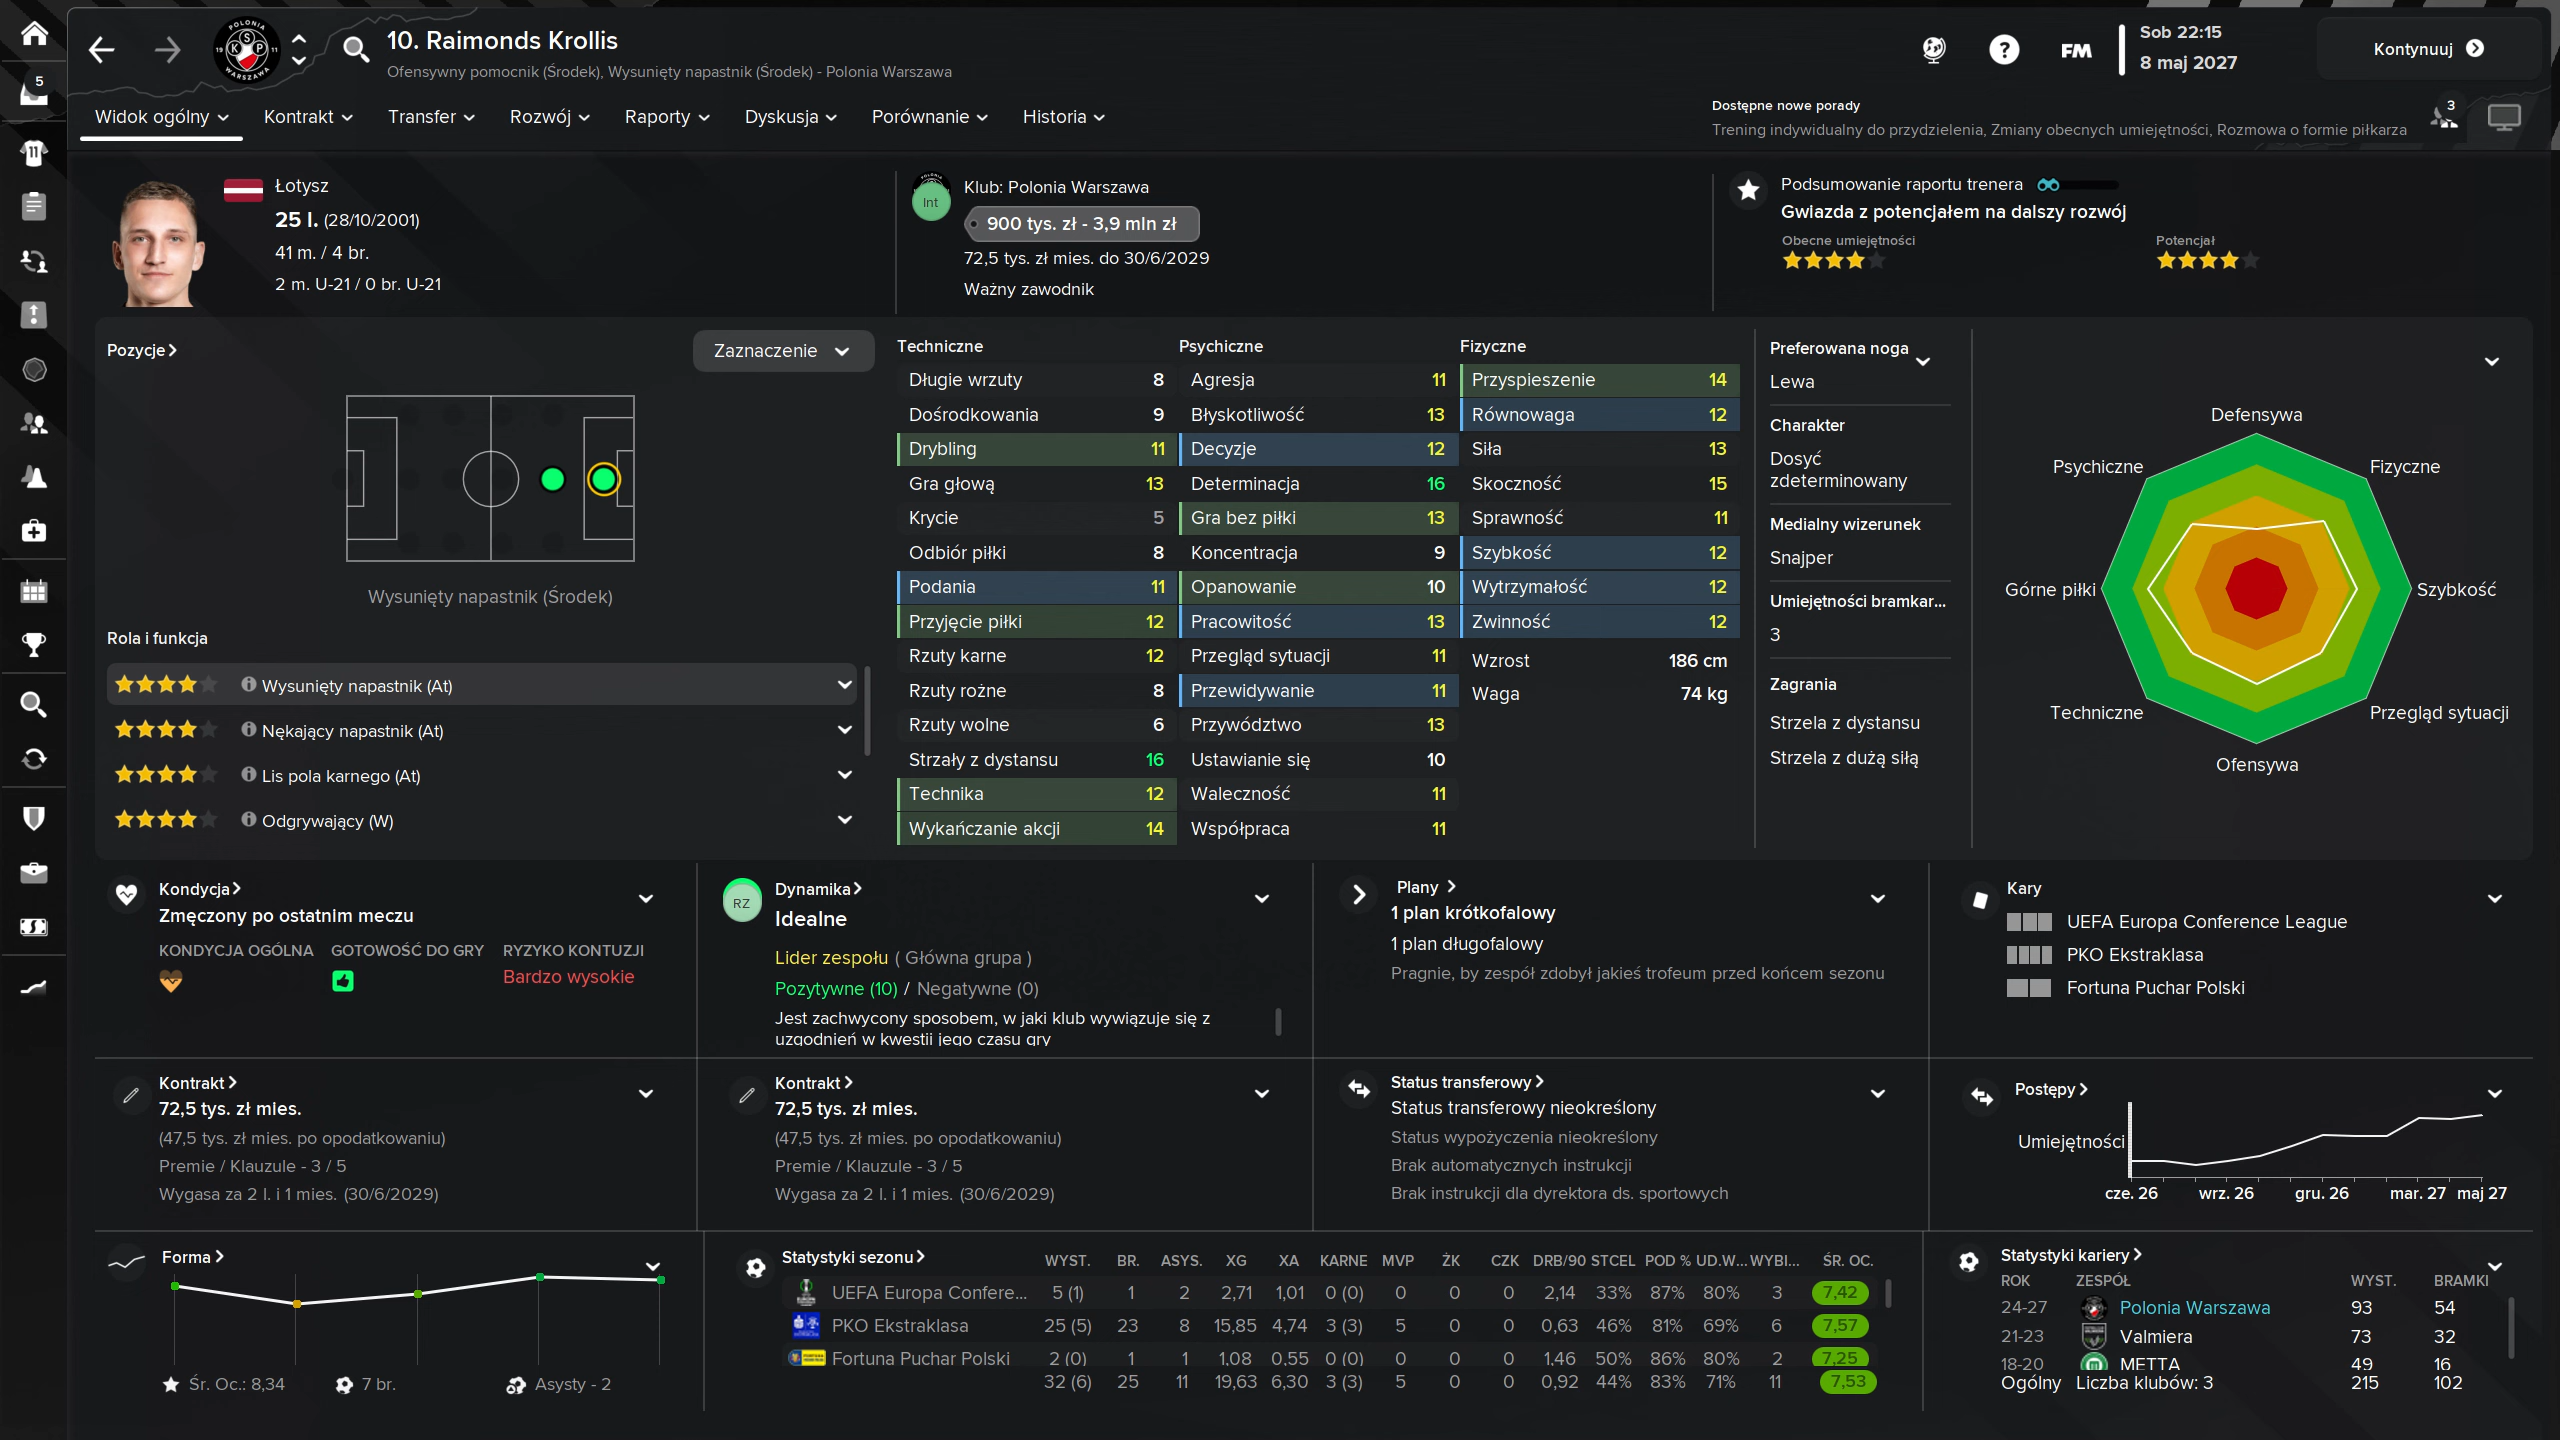 10. Raimonds Krollis
Ofensywny pomocnik (Środek), Wysunięty napastnik (Środek) - Polonia Warszawa
Sob 22:15
8 maj 2027
Kontynuuj
5
Widok ogólny
Kontrakt
Transfer
Rozwój
Raporty
Dyskusja
Porównanie
Historia
Dostępne nowe porady
Trening indywidualny do przydzielenia, Zmiany obecnych umiejętności, Rozmowa o formie piłkarza
3
Łotysz
25 l. (28/10/2001)
41 m. / 4 br.
2 m. U-21 / 0 br. U-21
Int
Klub: Polonia Warszawa
900 tys. zł - 3,9 mln zł
72,5 tys. zł mies. do 30/6/2029
Ważny zawodnik
Podsumowanie raportu trenera
Gwiazda z potencjałem na dalszy rozwój
Obecne umiejętności
Potencjał
Pozycje
Zaznaczenie
Wysunięty napastnik (Środek)
Rola i funkcja
Wysunięty napastnik (At)
Nękający napastnik (At)
Lis pola karnego (At)
Odgrywający (W)
Techniczne
Długie wrzuty 8
Dośrodkowania 9
Drybling 11
Gra głową 13
Krycie 5
Odbiór piłki 8
Podania 11
Przyjęcie piłki 12
Rzuty karne 12
Rzuty rożne 8
Rzuty wolne 6
Strzały z dystansu 16
Technika 12
Wykańczanie akcji 14
Psychiczne
Agresja 11
Błyskotliwość 13
Decyzje 12
Determinacja 16
Gra bez piłki 13
Koncentracja 9
Opanowanie 10
Pracowitość 13
Przegląd sytuacji 11
Przewidywanie 11
Przywództwo 13
Ustawianie się 10
Waleczność 11
Współpraca 11
Fizyczne
Przyspieszenie 14
Równowaga 12
Siła 13
Skoczność 15
Sprawność 11
Szybkość 12
Wytrzymałość 12
Zwinność 12
Wzrost 186 cm
Waga 74 kg
Preferowana noga
Lewa
Charakter
Dosyć
zdeterminowany
Medialny wizerunek
Snajper
Umiejętności bramkar...
3
Zagrania
Strzela z dystansu
Strzela z dużą siłą
Defensywa
Psychiczne
Fizyczne
Górne piłki
Szybkość
Techniczne
Przegląd sytuacji
Ofensywa
Kondycja
Zmęczony po ostatnim meczu
KONDYCJA OGÓLNA GOTOWOŚĆ DO GRY RYZYKO KONTUZJI
Bardzo wysokie
RZ
Dynamika
Idealne
Lider zespołu ( Główna grupa )
Pozytywne (10) / Negatywne (0)
Jest zachwycony sposobem, w jaki klub wywiązuje się z
uzgodnień w kwestii jego czasu gry
Plany
1 plan krótkofalowy
1 plan długofalowy
Pragnie, by zespół zdobył jakieś trofeum przed końcem sezonu
Kary
UEFA Europa Conference League
PKO Ekstraklasa
Fortuna Puchar Polski
Kontrakt
72,5 tys. zł mies.
(47,5 tys. zł mies. po opodatkowaniu)
Premie / Klauzule - 3 / 5
Wygasa za 2 l. i 1 mies. (30/6/2029)
Kontrakt
72,5 tys. zł mies.
(47,5 tys. zł mies. po opodatkowaniu)
Premie / Klauzule - 3 / 5
Wygasa za 2 l. i 1 mies. (30/6/2029)
Status transferowy
Status transferowy nieokreślony
Status wypożyczenia nieokreślony
Brak automatycznych instrukcji
Brak instrukcji dla dyrektora ds. sportowych
Postępy
Umiejętności
cze. 26 wrz. 26 gru. 26 mar. 27 maj 27
Forma
Śr. Oc.: 8,34 7 br. Asysty - 2
Statystyki sezonu WYST. BR. ASYS. XG XA KARNE MVP ŻK CZK DRB/90 STCEL POD % UD.W... WYBI... ŚR. OC.
UEFA Europa Confere... 5 (1) 1 2 2,71 1,01 0 (0) 0 0 0 2,14 33% 87% 80% 3 7,42
PKO Ekstraklasa 25 (5) 23 8 15,85 4,74 3 (3) 5 0 0 0,63 46% 81% 69% 6 7,57
Fortuna Puchar Polski 2 (0) 1 1 1,08 0,55 0 (0) 0 0 0 1,46 50% 86% 80% 2 7,25
32 (6) 25 11 19,63 6,30 3 (3) 5 0 0 0,92 44% 83% 71% 11 7,53
Statystyki kariery
ROK ZESPÓŁ WYST. BRAMKI
24-27 Polonia Warszawa 93 54
21-23 Valmiera 73 32
18-20 METTA 49 16
Ogólny Liczba klubów: 3 215 102